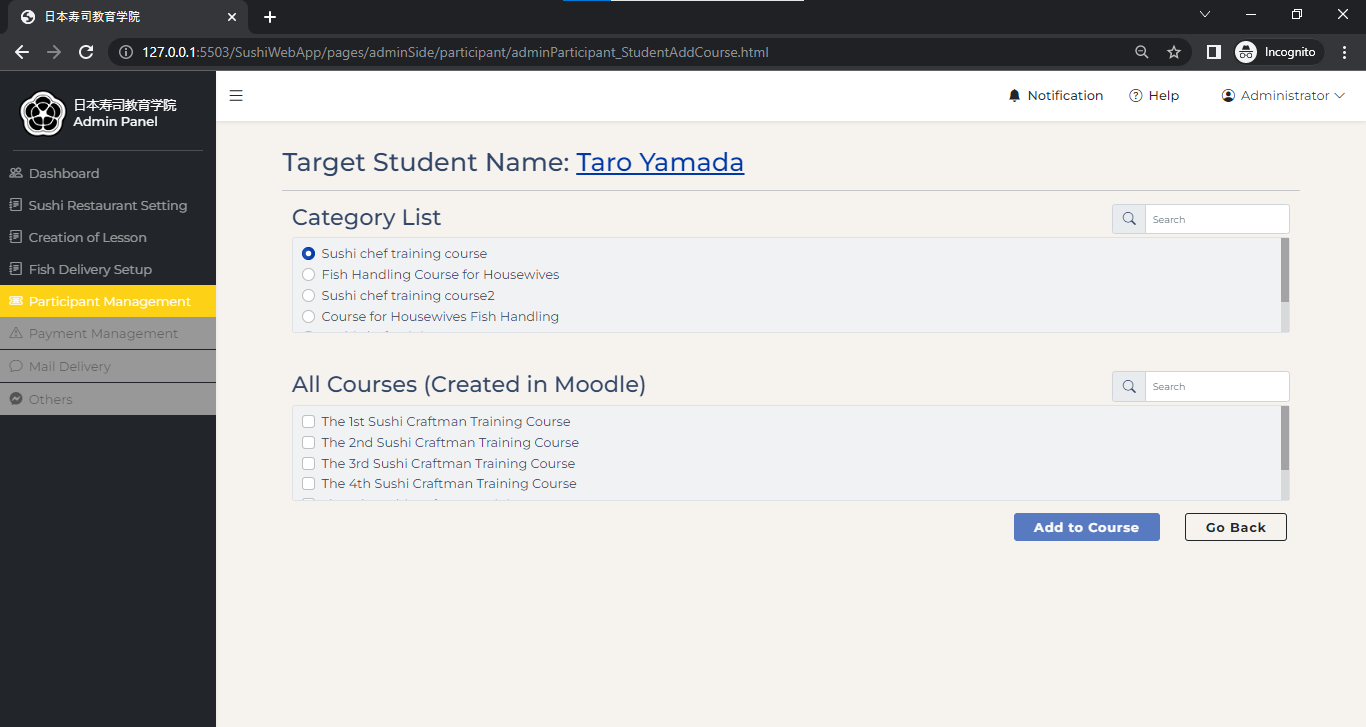 日本寿司教育学院
127.0.0.1:5503/SushiWebApp/pages/adminSide/participant/adminParticipant_StudentAddCourse.html
Incognito
日本寿司教育学院
Admin Panel
Notification
Help
Administrator
Dashboard
Sushi Restaurant Setting
Creation of Lesson
Fish Delivery Setup
Participant Management
Payment Management
Mail Delivery
Others
Target Student Name: Taro Yamada
Category List
Search
Sushi chef training course
Fish Handling Course for Housewives
Sushi chef training course2
Course for Housewives Fish Handling
All Courses (Created in Moodle)
Search
The 1st Sushi Craftman Training Course
The 2nd Sushi Craftman Training Course
The 3rd Sushi Craftman Training Course
The 4th Sushi Craftman Training Course
Add to Course
Go Back